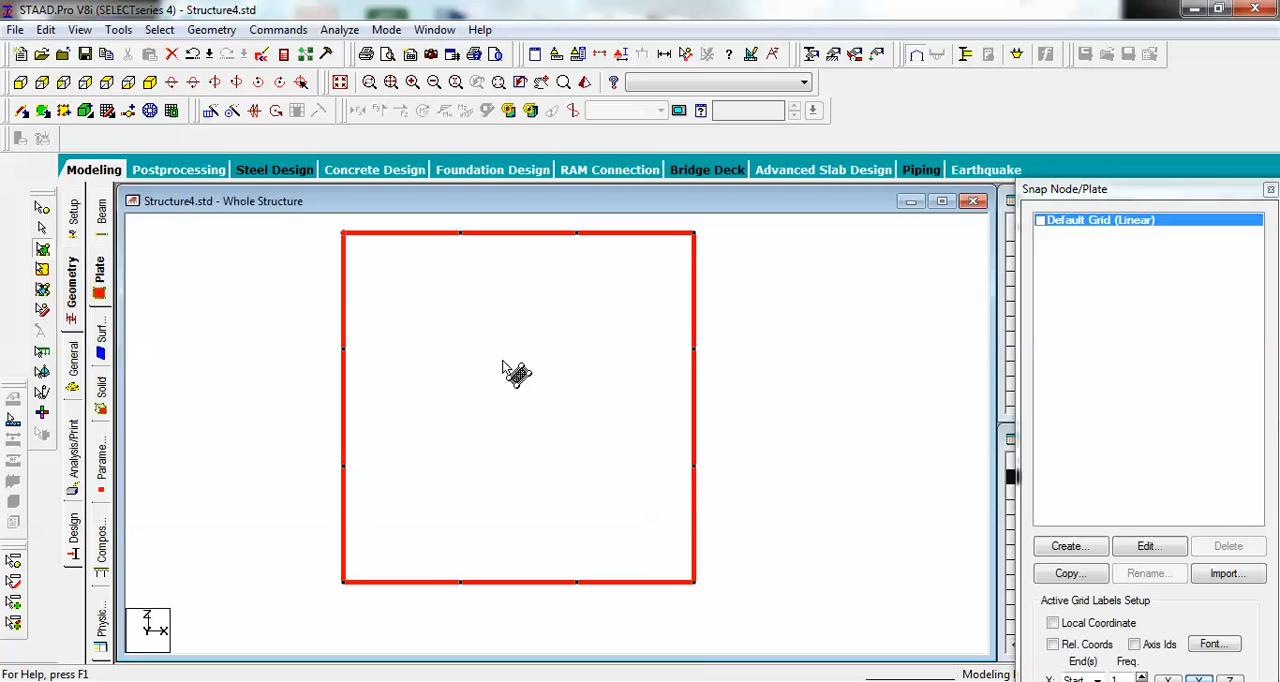 STAAD.Pro V8i (SELECTseries 4) - Structure4.std
File Edit View Tools Select Geometry Commands Analyze Mode Window Help
Modeling Postprocessing Steel Design Concrete Design Foundation Design RAM Connection Bridge Deck Advanced Slab Design Piping Earthquake
Setup
Geometry
General
Analysis/Print
Design
Beam
Plate
Surf...
Solid
Parame...
Compos...
Physic...
Structure4.std - Whole Structure
Z
Y X
Snap Node/Plate
Default Grid (Linear)
Create... Edit... Delete
Copy... Rename... Import...
Active Grid Labels Setup
Local Coordinate
Rel. Coords Axis Ids Font...
End(s) Freq.
X: Start 1 X Y Z
For Help, press F1
Modeling